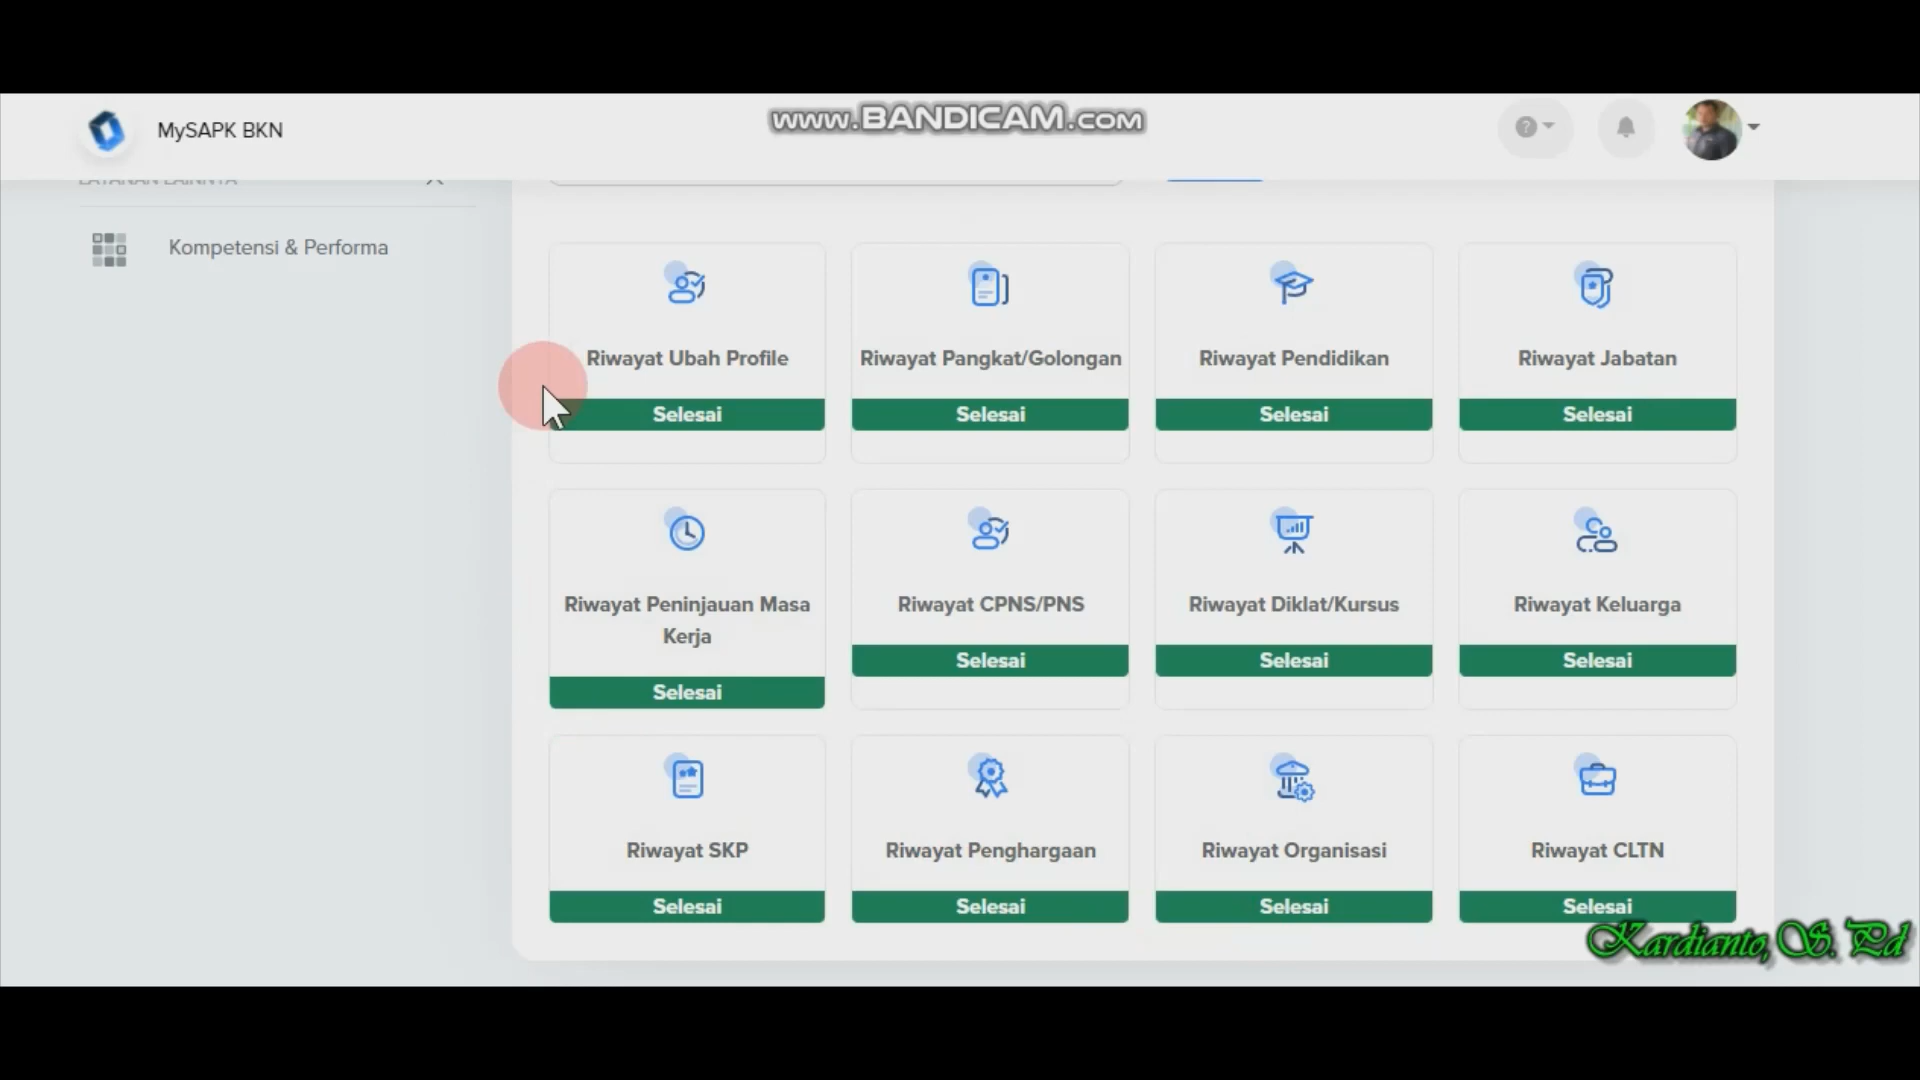 MySAPK BKN
www.BANDICAM.com
LAYANAN LAINNYA
Kompetensi & Performa
Riwayat Ubah Profile
Selesai
Riwayat Pangkat/Golongan
Selesai
Riwayat Pendidikan
Selesai
Riwayat Jabatan
Selesai
Riwayat Peninjauan Masa
Kerja
Selesai
Riwayat CPNS/PNS
Selesai
Riwayat Diklat/Kursus
Selesai
Riwayat Keluarga
Selesai
Riwayat SKP
Selesai
Riwayat Penghargaan
Selesai
Riwayat Organisasi
Selesai
Riwayat CLTN
Selesai
Kardianto, S. Pd